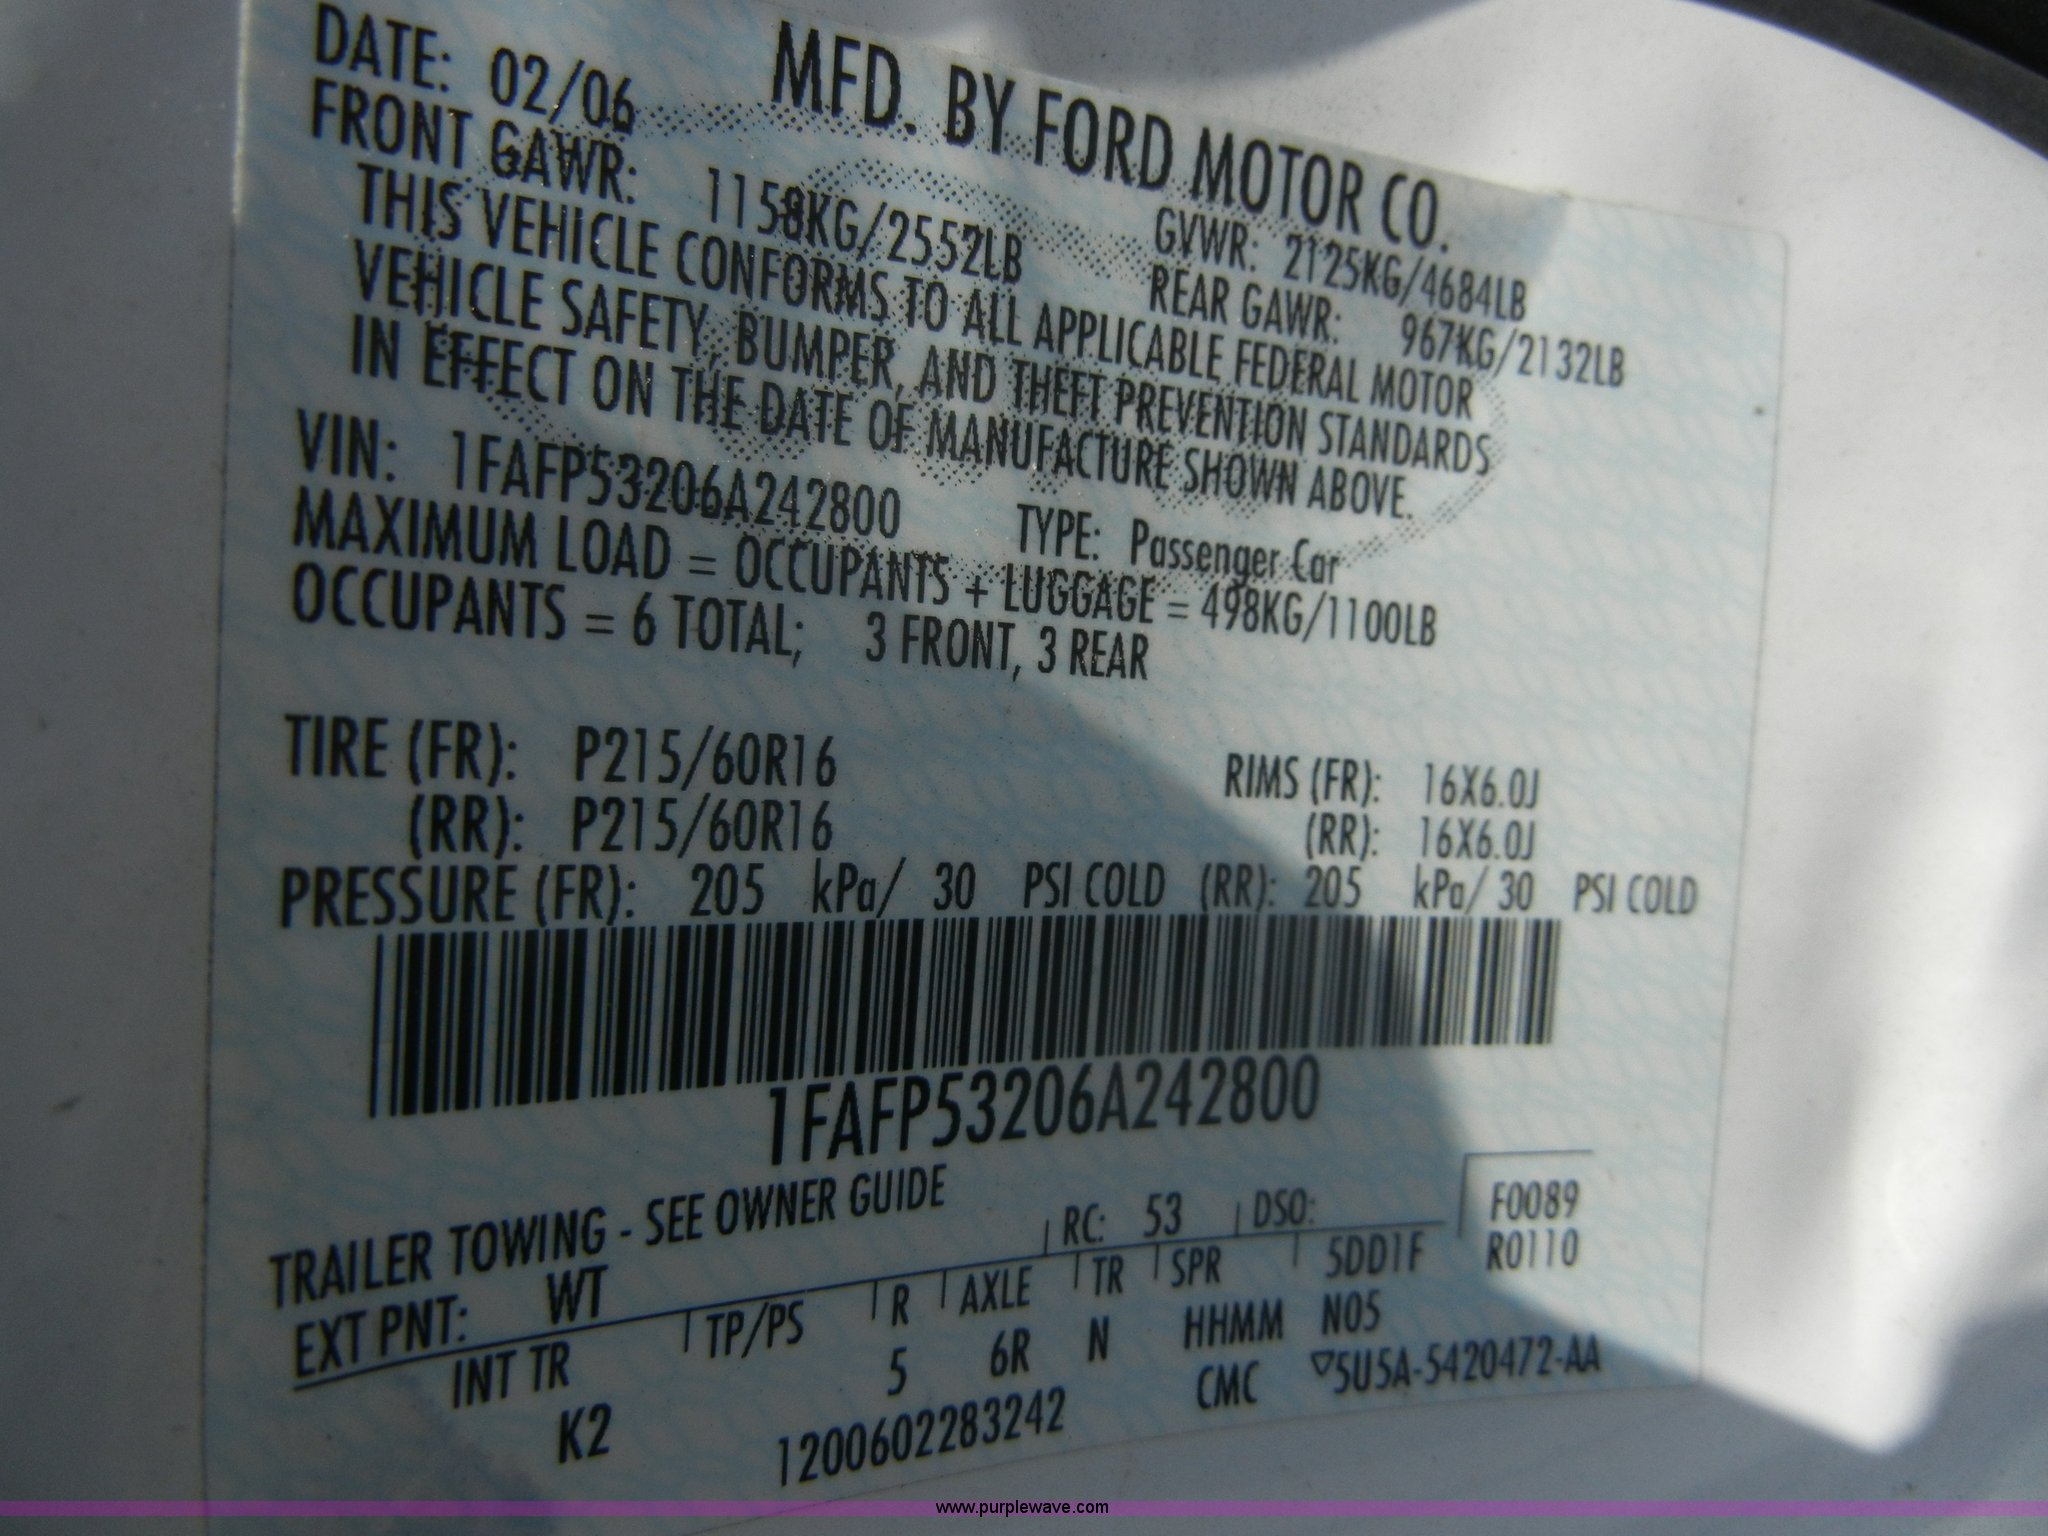 MFD. BY FORD MOTOR CO.
DATE: 02/06 GVWR: 2125KG/4684LB
FRONT GAWR: 1158KG/2552LB REAR GAWR: 967KG/2132LB
THIS VEHICLE CONFORMS TO ALL APPLICABLE FEDERAL MOTOR
VEHICLE SAFETY, BUMPER, AND THEFT PREVENTION STANDARDS
IN EFFECT ON THE DATE OF MANUFACTURE SHOWN ABOVE.
VIN: 1FAFP53206A242800 TYPE: Passenger Car
MAXIMUM LOAD = OCCUPANTS + LUGGAGE = 498KG/1100LB
OCCUPANTS = 6 TOTAL; 3 FRONT, 3 REAR
TIRE (FR): P215/60R16 RIMS (FR): 16X6.0J
(RR): P215/60R16 (RR): 16X6.0J
PRESSURE (FR): 205 kPa/ 30 PSI COLD (RR): 205 kPa/ 30 PSI COLD
1FAFP53206A242800
TRAILER TOWING - SEE OWNER GUIDE F0089
EXT PNT: WT RC: 53 DSO: R0110
INT TR TP/PS R AXLE TR SPR 5DD1F
K2 5 6R N HHMM N05
1200602283242 CMC ▽5U5A-5420472-AA
www.purplewave.com